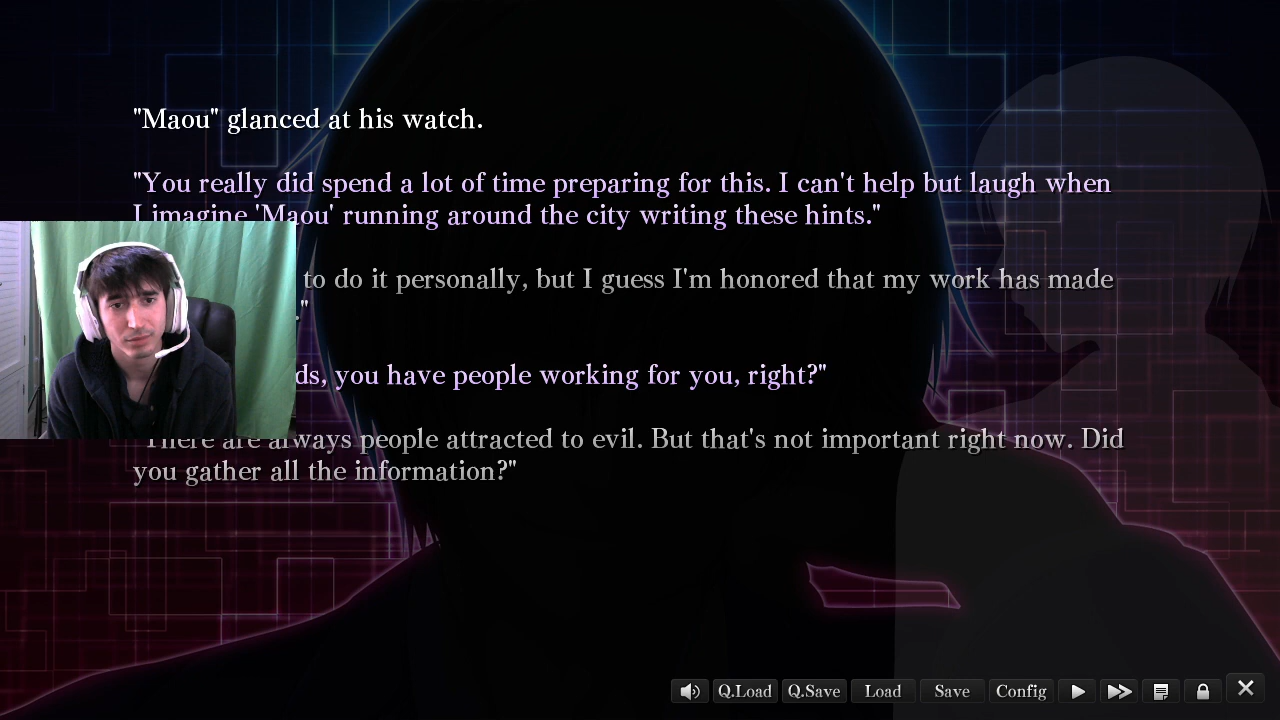 "Maou" glanced at his watch.
"You really did spend a lot of time preparing for this. I can't help but laugh when
I imagine 'Maou' running around the city writing these hints."
to do it personally, but I guess I'm honored that my work has made
."
ds, you have people working for you, right?"
"There are always people attracted to evil. But that's not important right now. Did
you gather all the information?"
Q.Load Q.Save Load Save Config